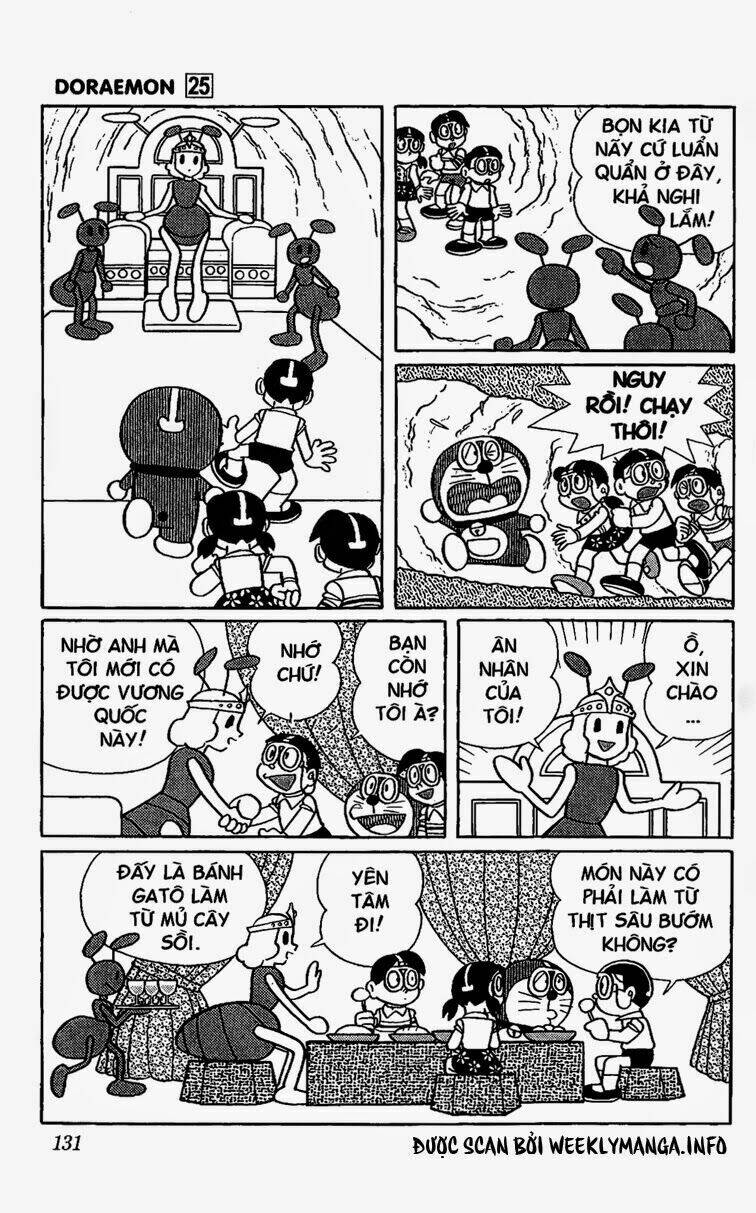 DORAEMON 25
BỌN KIA TỪ
NÃY CỨ LUẨN
QUẨN Ở ĐÂY,
KHẢ NGHI
LẮM!
NGUY
RỒI! CHẠY
THÔI!
NHỜ ANH MÀ
TÔI MỚI CÓ
ĐƯỢC VƯƠNG
QUỐC
NÀY!
NHỚ
CHỨ!
BẠN
CÒN
NHỚ
TÔI À?
ÂN
NHÂN
CỦA
TÔI!
Ồ,
XIN
CHÀO
...
ĐẤY LÀ BÁNH
GATÔ LÀM
TỪ MỦ CÂY
SỒI.
YÊN
TÂM
ĐI!
MÓN NÀY CÓ
PHẢI LÀM TỪ
THỊT SÂU BƯỚM
KHÔNG?
131
ĐƯỢC SCAN BỞI WEEKLYMANGA.INFO